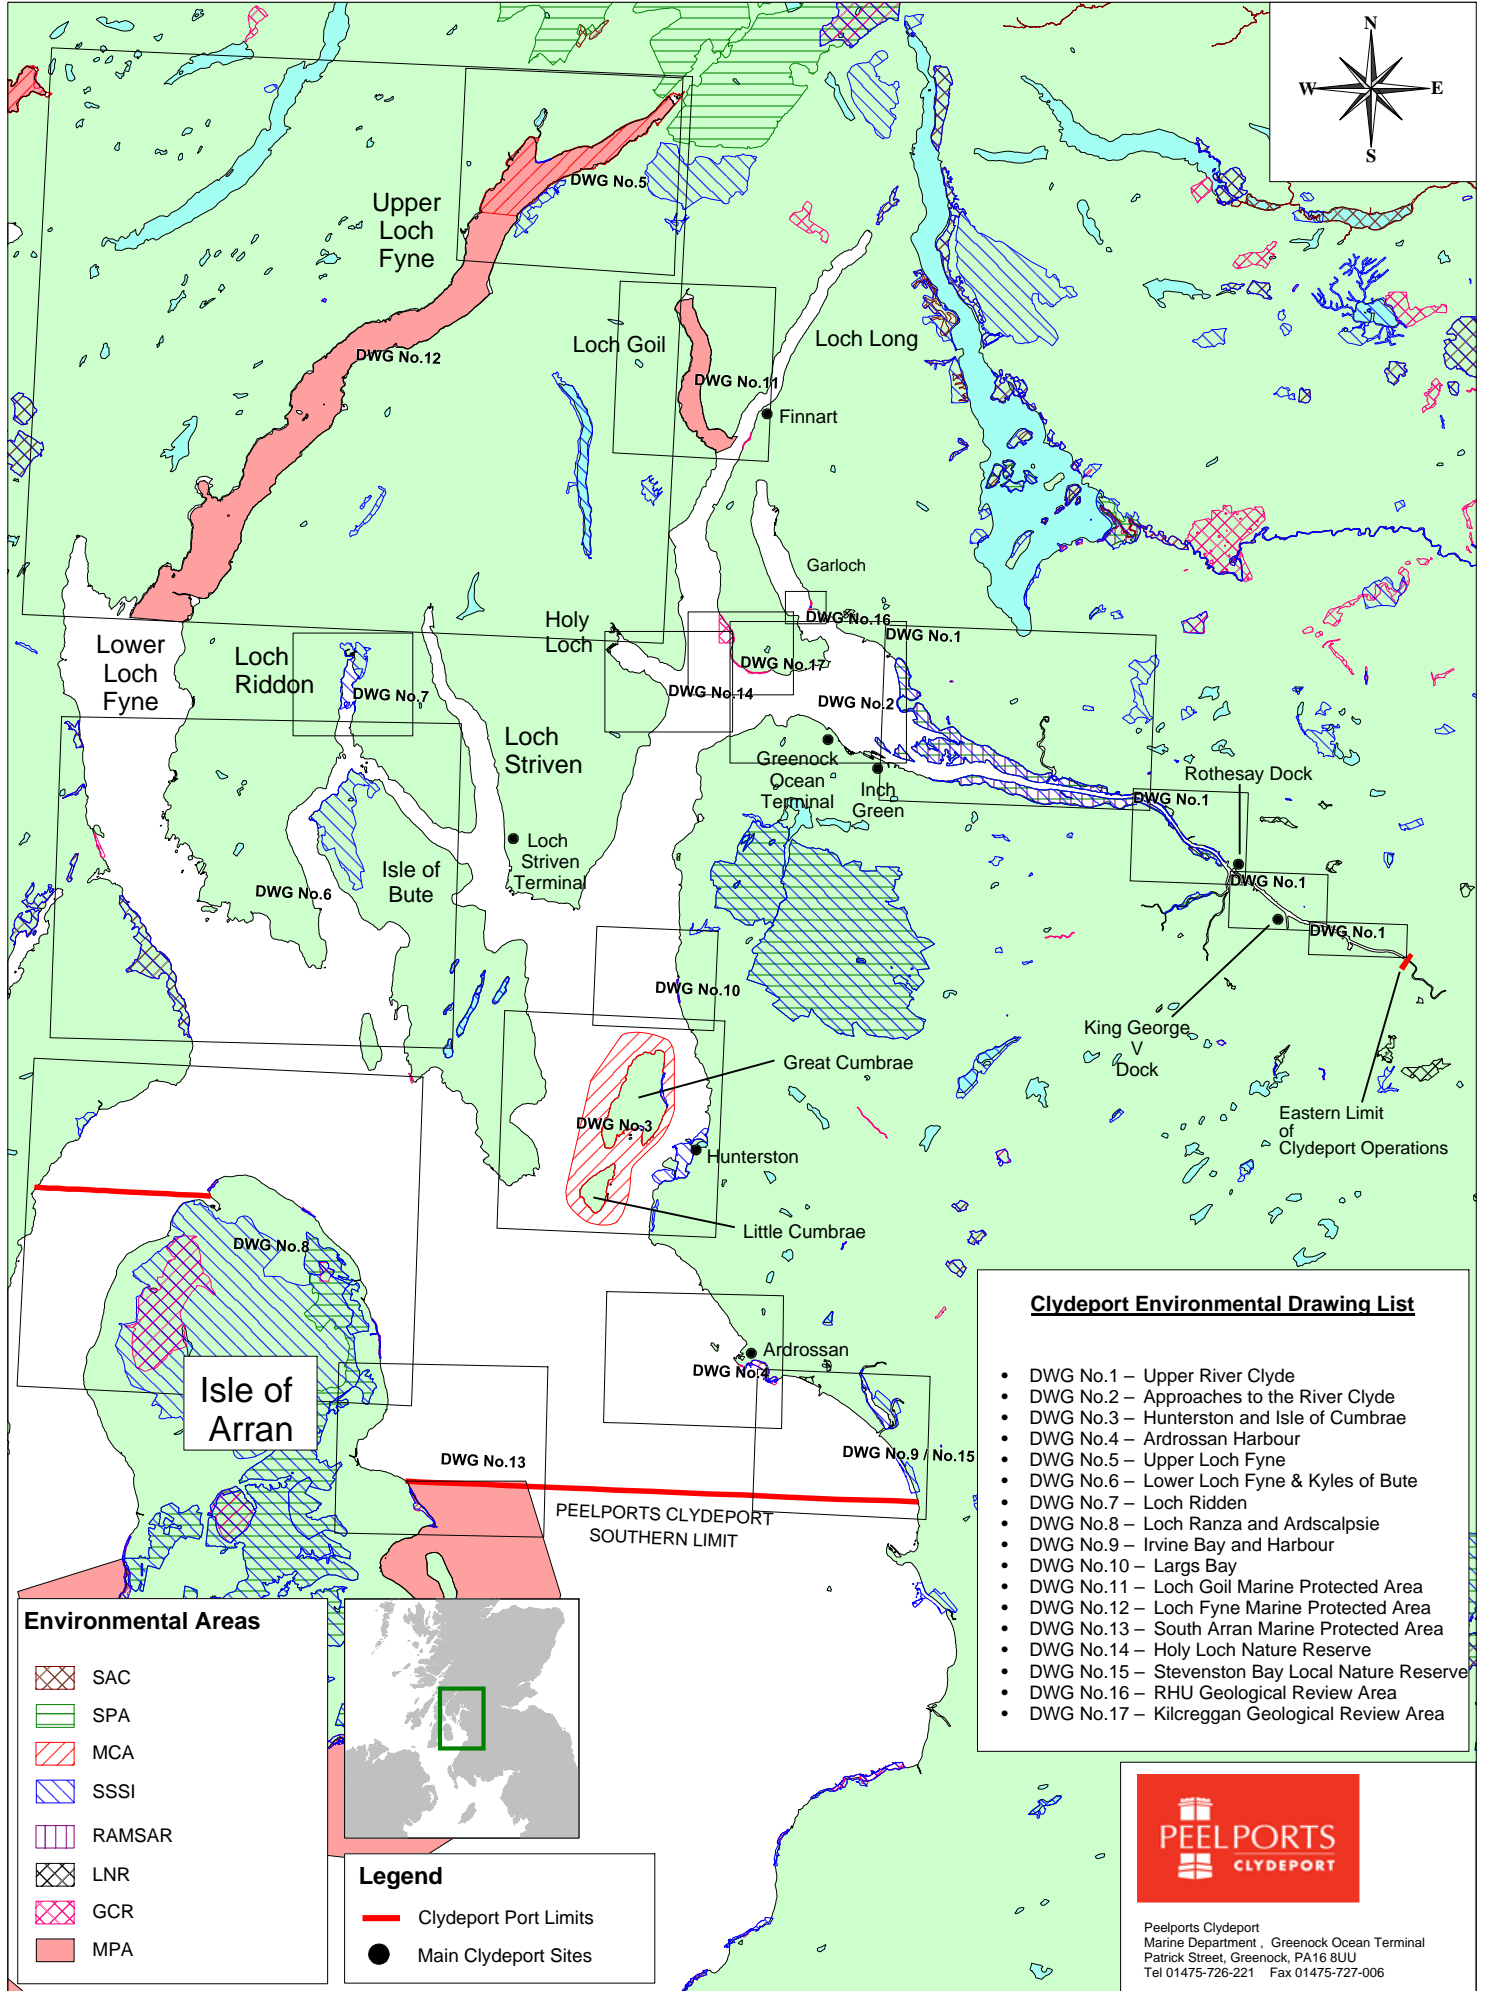 N
W E
S
DWG No.5
Upper
Loch
Fyne
DWG No.12
Loch Goil
Loch Long
DWG No.11
Finnart
Garloch
Holy
Loch
DWG No.16
DWG No.1
DWG No.17
DWG No.14
DWG No.2
Lower
Loch
Fyne
Loch
Riddon
DWG No.7
Loch
Striven
Greenock
Ocean
Terminal
Inch
Green
Rothesay Dock
DWG No.1
DWG No.1
DWG No.1
Loch
Striven
Terminal
Isle of
Bute
DWG No.6
DWG No.10
King George
V
Dock
Eastern Limit
of
Clydeport Operations
Great Cumbrae
DWG No.3
Hunterston
Little Cumbrae
DWG No.8
Isle of
Arran
Ardrossan
DWG No.4
DWG No.9 / No.15
DWG No.13
PEELPORTS CLYDEPORT
SOUTHERN LIMIT
Clydeport Environmental Drawing List
• DWG No.1 – Upper River Clyde
• DWG No.2 – Approaches to the River Clyde
• DWG No.3 – Hunterston and Isle of Cumbrae
• DWG No.4 – Ardrossan Harbour
• DWG No.5 – Upper Loch Fyne
• DWG No.6 – Lower Loch Fyne & Kyles of Bute
• DWG No.7 – Loch Ridden
• DWG No.8 – Loch Ranza and Ardscalpsie
• DWG No.9 – Irvine Bay and Harbour
• DWG No.10 – Largs Bay
• DWG No.11 – Loch Goil Marine Protected Area
• DWG No.12 – Loch Fyne Marine Protected Area
• DWG No.13 – South Arran Marine Protected Area
• DWG No.14 – Holy Loch Nature Reserve
• DWG No.15 – Stevenston Bay Local Nature Reserve
• DWG No.16 – RHU Geological Review Area
• DWG No.17 – Kilcreggan Geological Review Area
Environmental Areas
SAC
SPA
MCA
SSSI
RAMSAR
LNR
GCR
MPA
Legend
Clydeport Port Limits
Main Clydeport Sites
PEEL PORTS
CLYDEPORT
Peelports Clydeport
Marine Department , Greenock Ocean Terminal
Patrick Street, Greenock, PA16 8UU
Tel 01475-726-221 Fax 01475-727-006